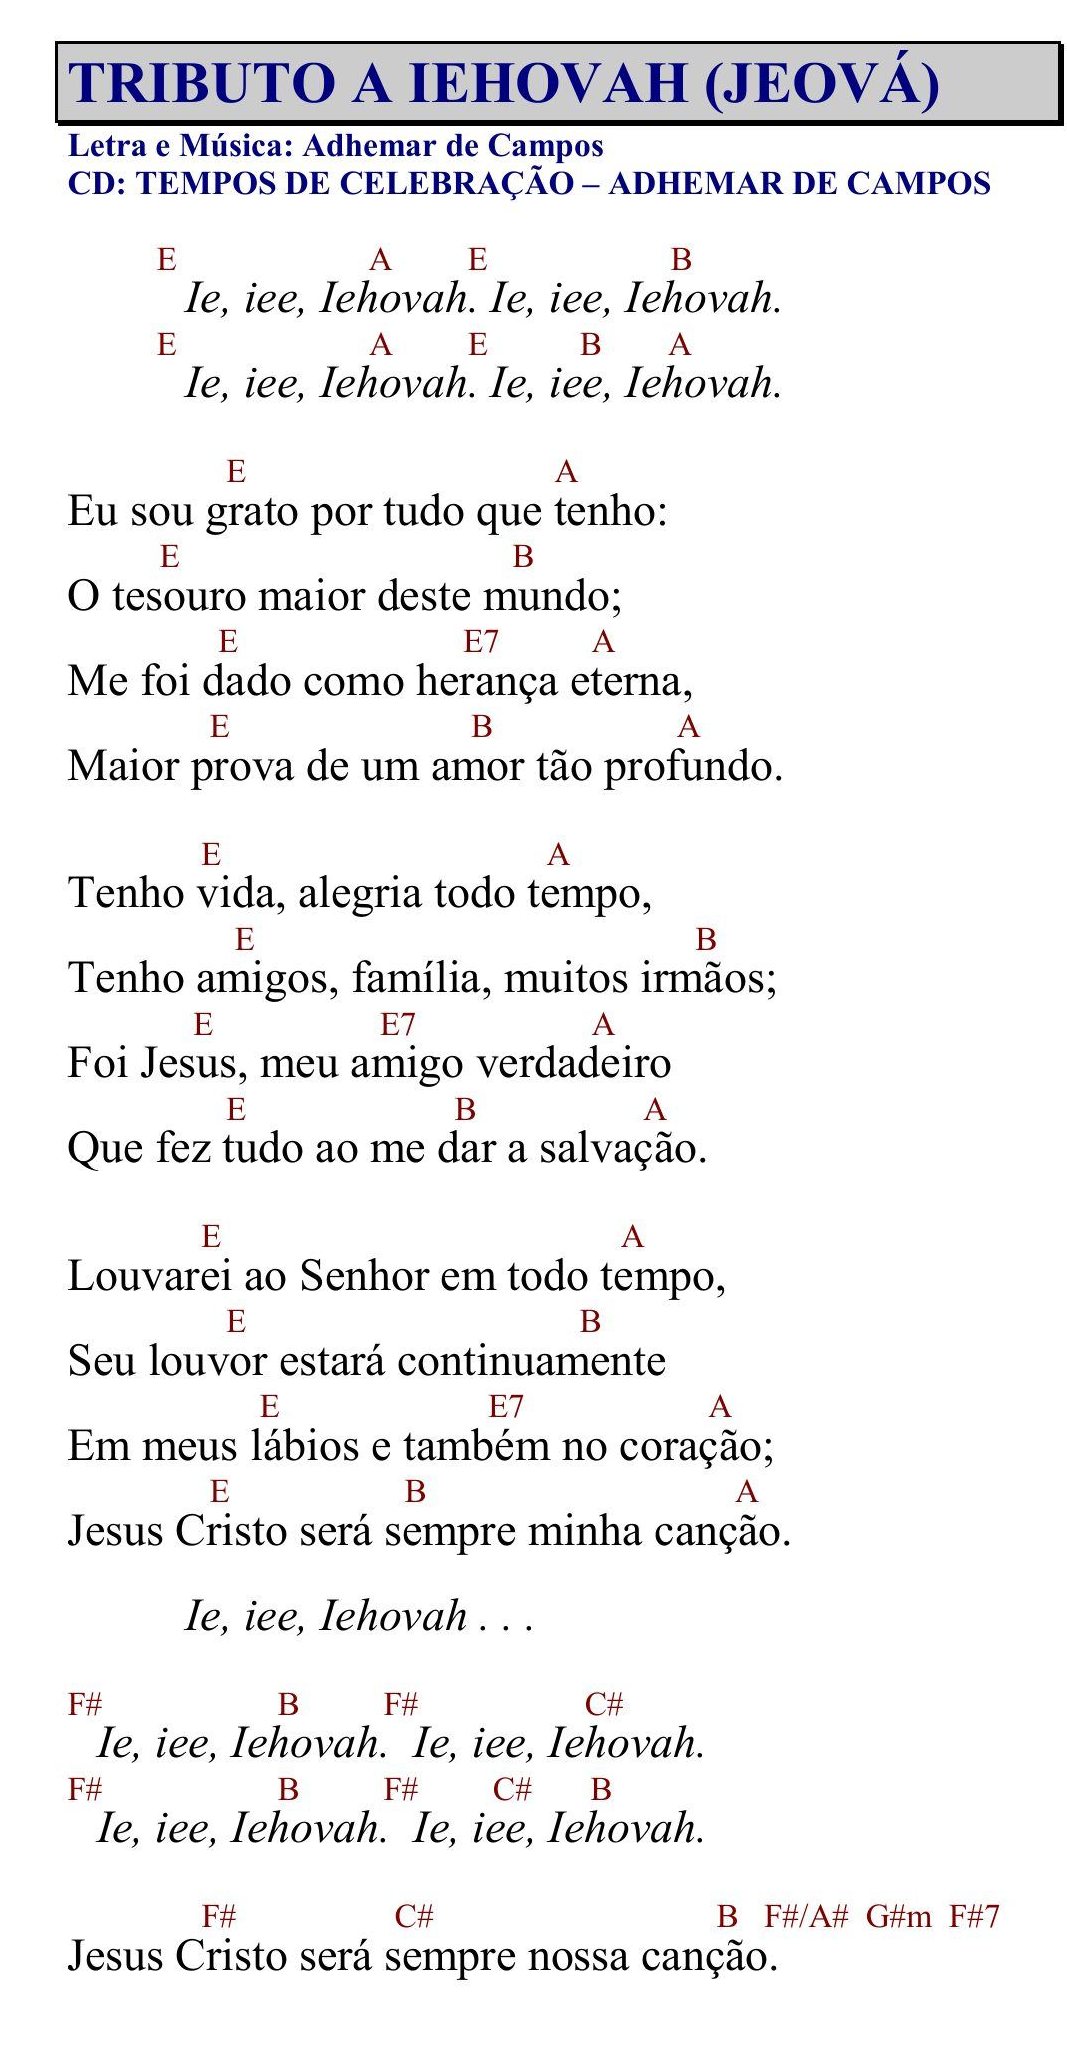 TRIBUTO A IEHOVAH (JEOVÁ)
Letra e Música: Adhemar de Campos
CD: TEMPOS DE CELEBRAÇÃO – ADHEMAR DE CAMPOS
E A E B
Ie, iee, Iehovah. Ie, iee, Iehovah.
E A E B A
Ie, iee, Iehovah. Ie, iee, Iehovah.
E A
Eu sou grato por tudo que tenho:
E B
O tesouro maior deste mundo;
E E7 A
Me foi dado como herança eterna,
E B A
Maior prova de um amor tão profundo.
E A
Tenho vida, alegria todo tempo,
E B
Tenho amigos, família, muitos irmãos;
E E7 A
Foi Jesus, meu amigo verdadeiro
E B A
Que fez tudo ao me dar a salvação.
E A
Louvarei ao Senhor em todo tempo,
E B
Seu louvor estará continuamente
E E7 A
Em meus lábios e também no coração;
E B A
Jesus Cristo será sempre minha canção.
Ie, iee, Iehovah . . .
F# B F# C#
Ie, iee, Iehovah. Ie, iee, Iehovah.
F# B F# C# B
Ie, iee, Iehovah. Ie, iee, Iehovah.
F# C# B F#/A# G#m F#7
Jesus Cristo será sempre nossa canção.